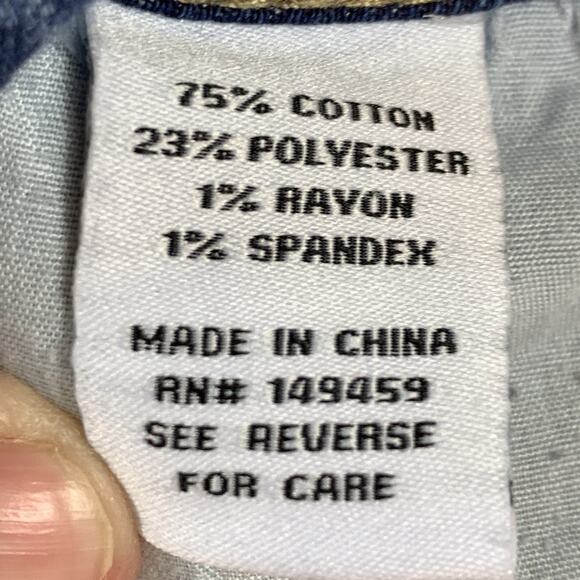 75% COTTON
23% POLYESTER
1% RAYON
1% SPANDEX
MADE IN CHINA
RN# 149459
SEE REVERSE
FOR CARE